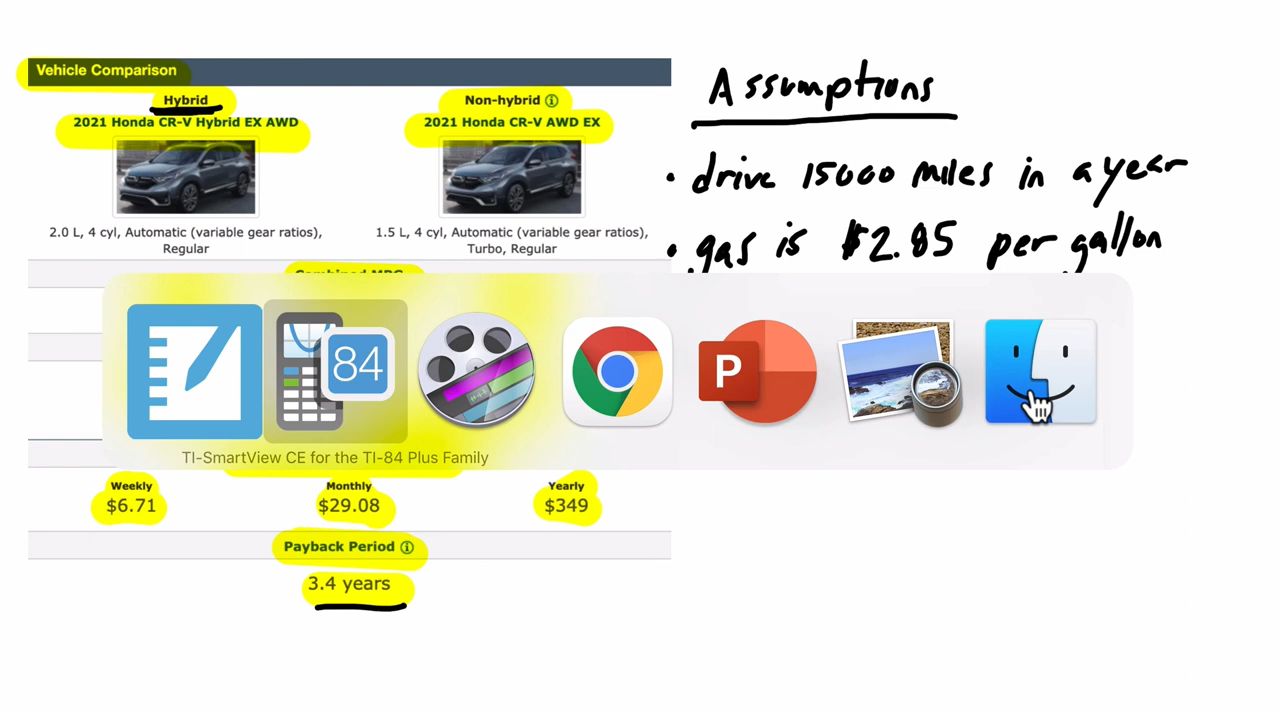 Vehicle Comparison
Hybrid
2021 Honda CR-V Hybrid EX AWD
2.0 L, 4 cyl, Automatic (variable gear ratios),
Regular
Non-hybrid
2021 Honda CR-V AWD EX
1.5 L, 4 cyl, Automatic (variable gear ratios),
Turbo, Regular
Combined MPG
Assumptions
• drive 15000 miles in a year
• gas is $2.85 per gallon
84
P
TI-SmartView CE for the TI-84 Plus Family
Weekly
$6.71
Monthly
$29.08
Yearly
$349
Payback Period
3.4 years